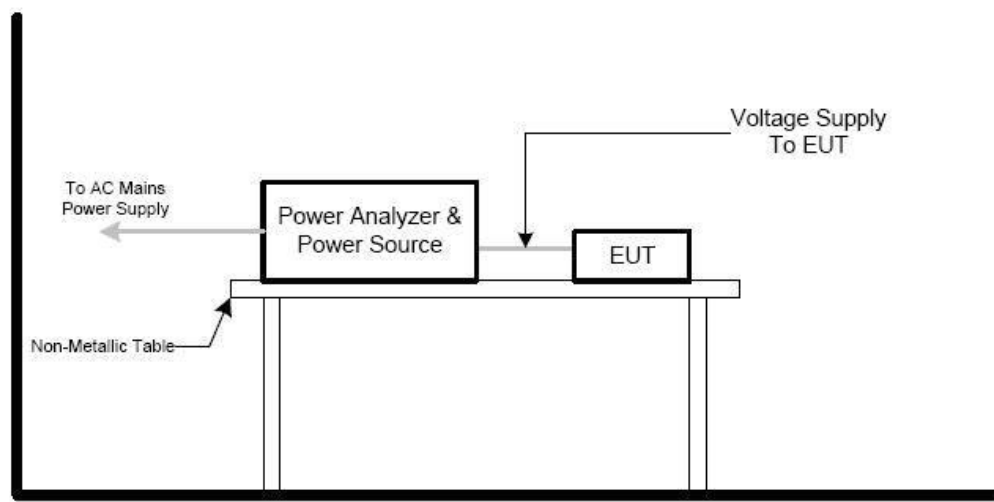 Voltage Supply
To EUT
To AC Mains
Power Supply
Power Analyzer &
Power Source
EUT
Non-Metallic Table